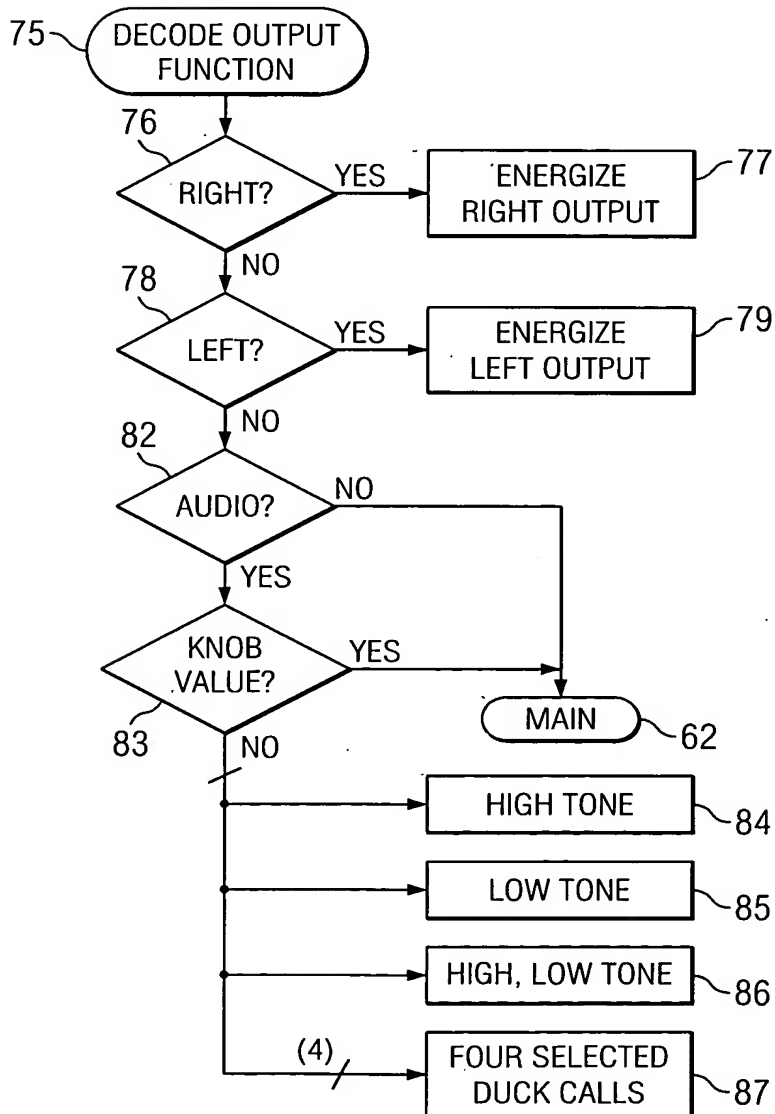 75
DECODE OUTPUT
FUNCTION
76
RIGHT?
YES
ENERGIZE
RIGHT OUTPUT
77
NO
78
LEFT?
YES
ENERGIZE
LEFT OUTPUT
79
NO
82
AUDIO?
NO
YES
KNOB
VALUE?
YES
83
NO
MAIN
62
HIGH TONE
84
LOW TONE
85
HIGH, LOW TONE
86
(4)
FOUR SELECTED
DUCK CALLS
87